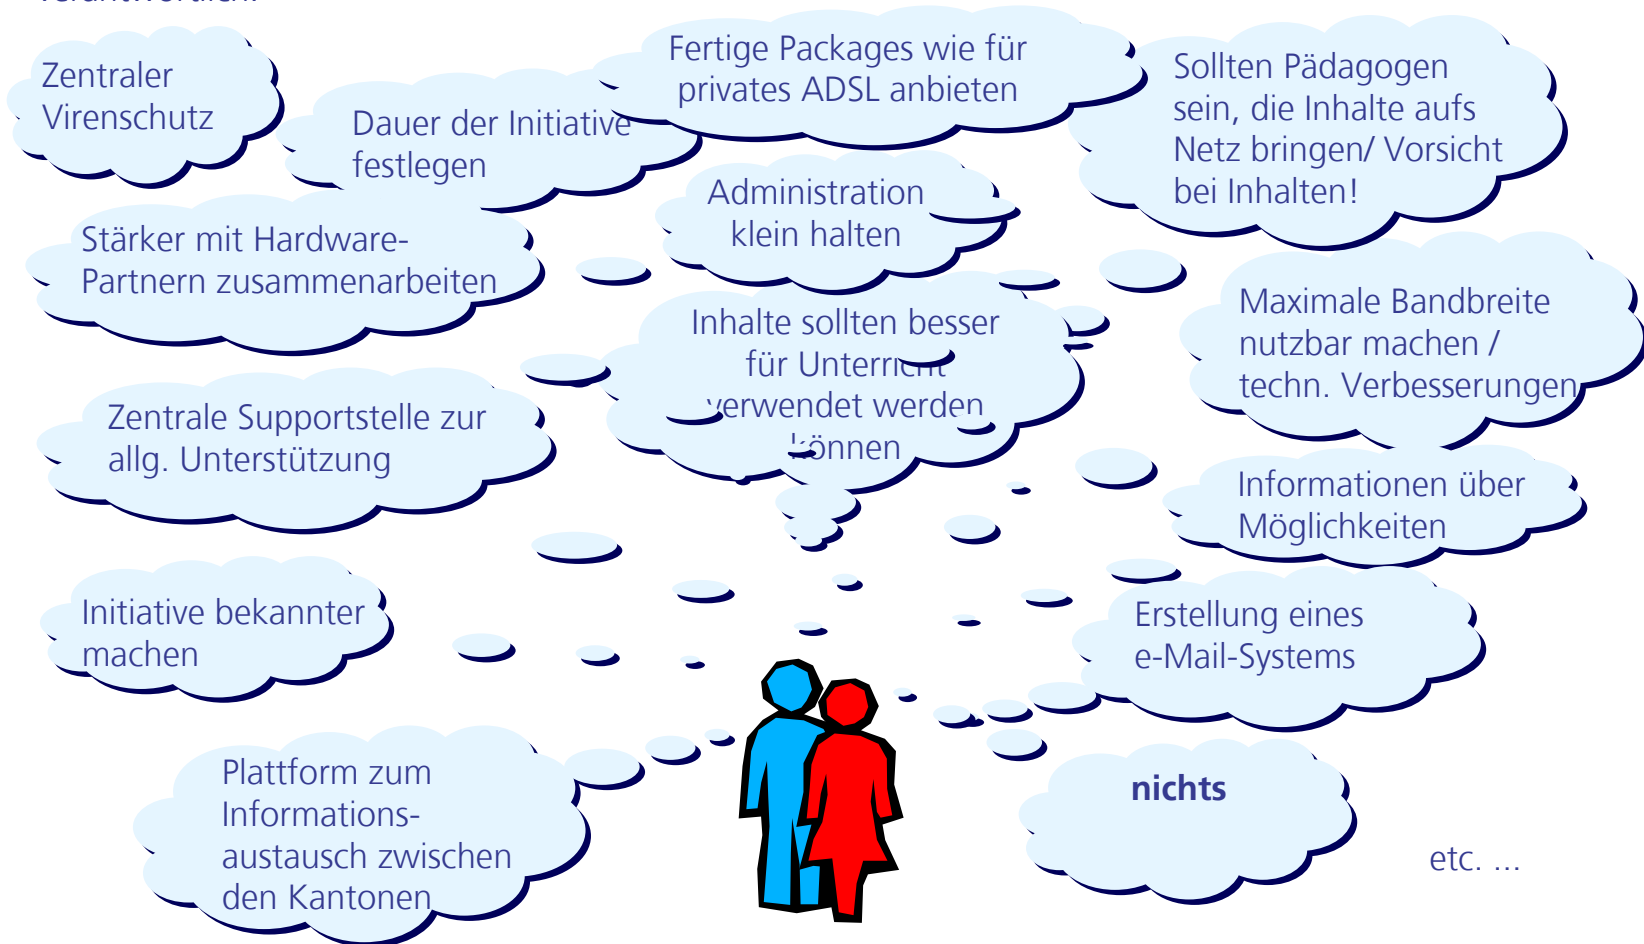 Zentraler
Virenschutz
Dauer der Initiative
festlegen
Fertige Packages wie für
privates ADSL anbieten
Sollten Pädagogen
sein, die Inhalte aufs
Netz bringen/ Vorsicht
bei Inhalten!
Stärker mit Hardware-
Partnern zusammenarbeiten
Administration
klein halten
Inhalte sollten besser
für Unterricht
verwendet werden
können
Maximale Bandbreite
nutzbar machen /
techn. Verbesserungen
Zentrale Supportstelle zur
allg. Unterstützung
Informationen über
Möglichkeiten
Initiative bekannter
machen
Erstellung eines
e-Mail-Systems
Plattform zum
Informations-
austausch zwischen
den Kantonen
nichts
etc. ...